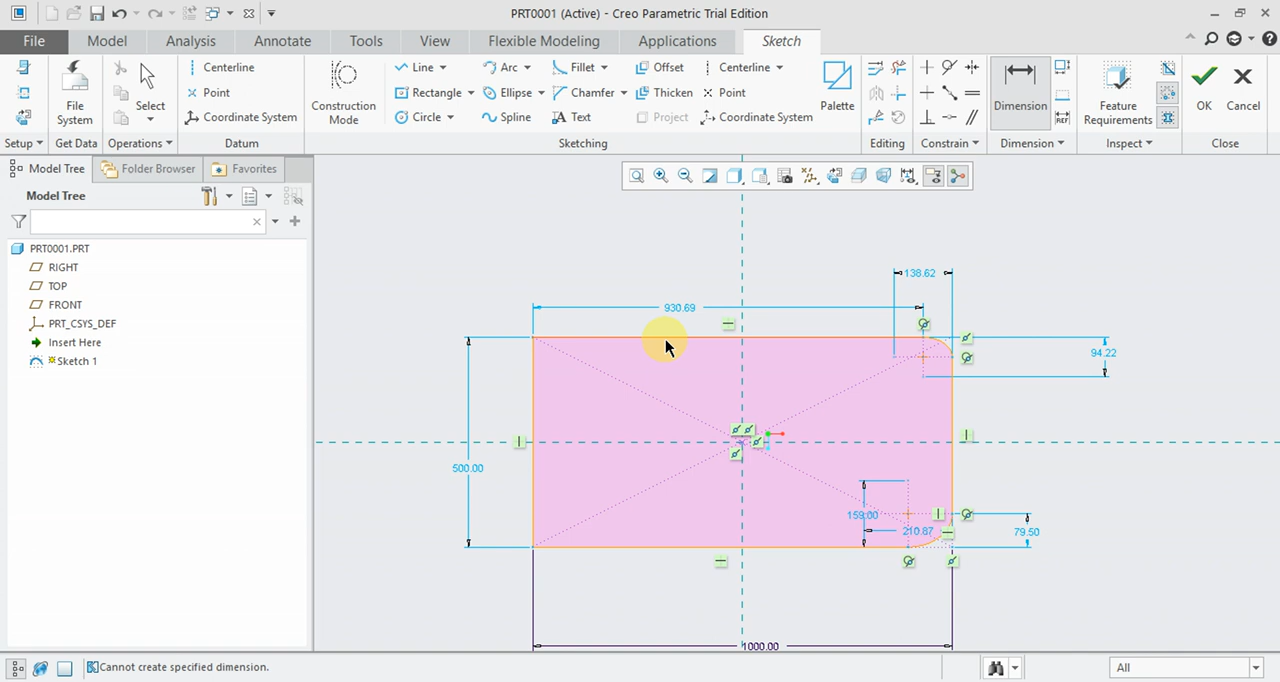 PRT0001 (Active) - Creo Parametric Trial Edition
File Model Analysis Annotate Tools View Flexible Modeling Applications Sketch
Centerline Line Arc Fillet Offset Centerline
Point Rectangle Ellipse Chamfer Thicken Point
Coordinate System Circle Spline Text Project Coordinate System
File System Select Construction Mode Palette Dimension Feature Requirements OK Cancel
REF
Setup Get Data Operations Datum Sketching Editing Constrain Dimension Inspect Close
Model Tree Folder Browser Favorites
Model Tree
PRT0001.PRT
RIGHT
TOP
FRONT
PRT_CSYS_DEF
Insert Here
Sketch 1
138.62
930.69
94.22
500.00
159.00
210.87
79.50
1000.00
Cannot create specified dimension.
All